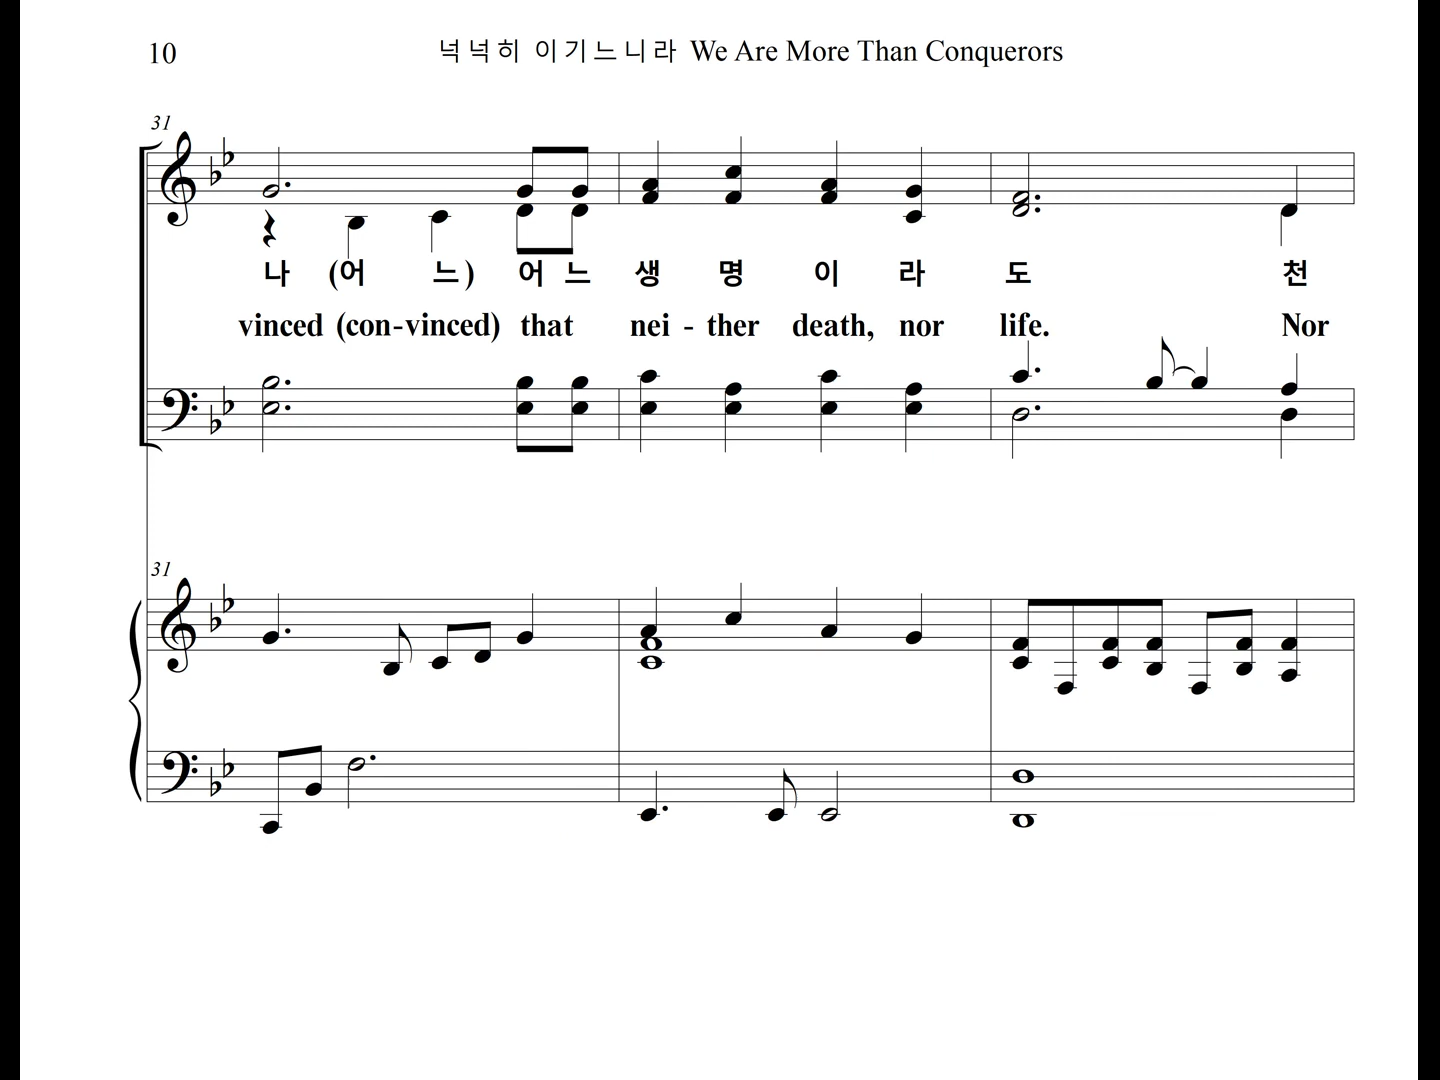 10
넉넉히 이기느니라 We Are More Than Conquerors
31
나 (어 느) 어 느 생 명 이 라 도 천
vinced (con-vinced) that nei - ther death, nor life. Nor
31